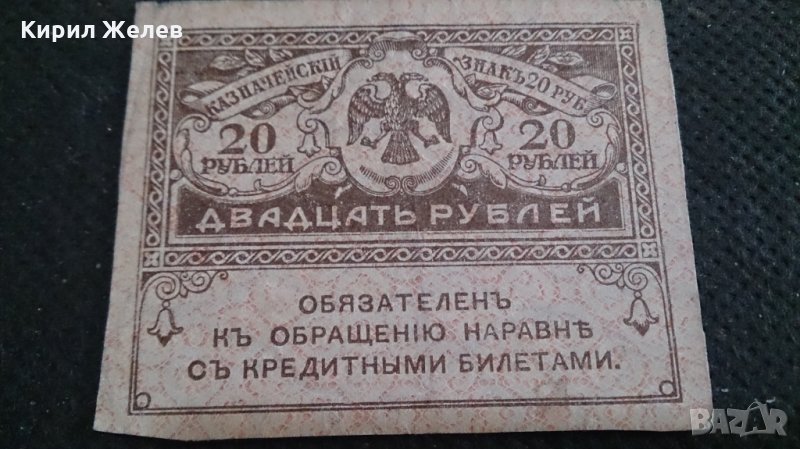 Кирил Желев
КАЗНАЧЕЙСКІЙ ЗНАКЪ 20 РУБ.
20 20
РУБЛЕЙ РУБЛЕЙ
ДВАДЦАТЬ РУБЛЕЙ
ОБЯЗАТЕЛЕНЪ
КЪ ОБРАЩЕНІЮ НАРАВНѢ
СЪ КРЕДИТНЫМИ БИЛЕТАМИ.
BAZAR